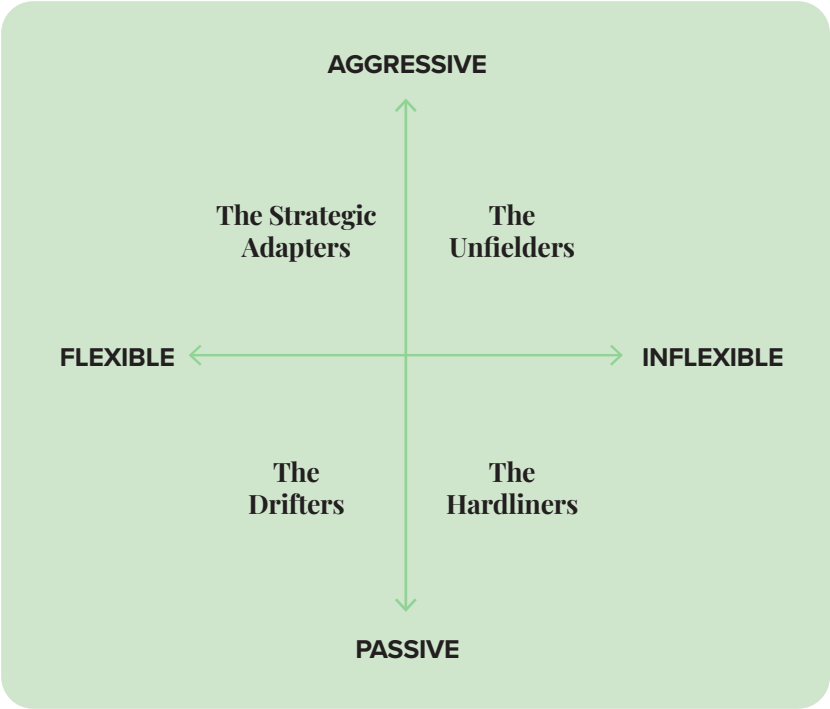 AGGRESSIVE
The Strategic
Adapters
The
Unfielders
FLEXIBLE
INFLEXIBLE
The
Drifters
The
Hardliners
PASSIVE